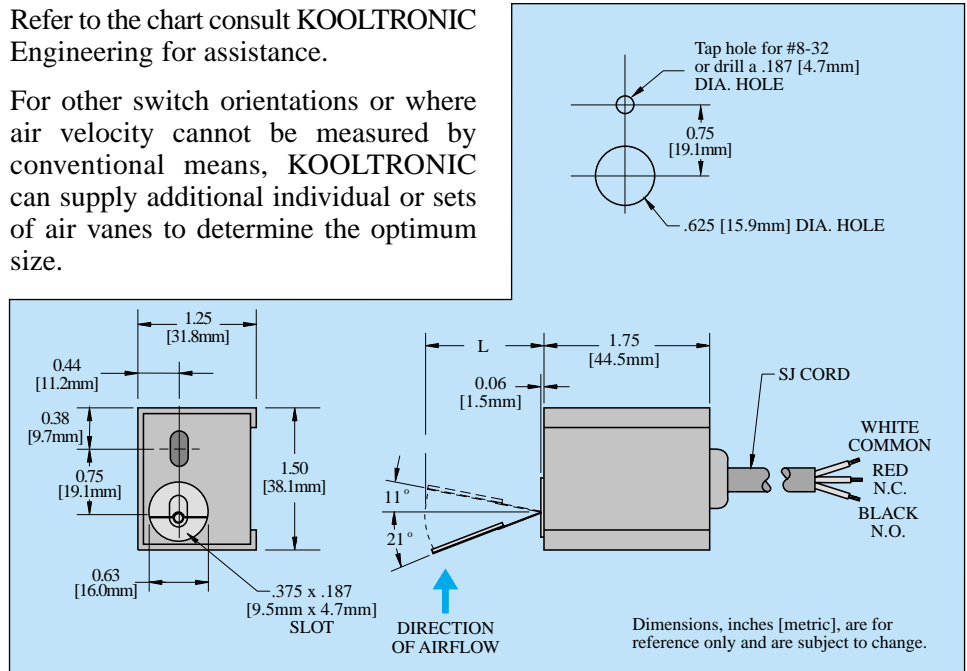 Refer to the chart consult KOOLTRONIC
Engineering for assistance.
For other switch orientations or where
air velocity cannot be measured by
conventional means, KOOLTRONIC
can supply additional individual or sets
of air vanes to determine the optimum
size.
Tap hole for #8-32
or drill a .187 [4.7mm]
DIA. HOLE
0.75
[19.1mm]
.625 [15.9mm] DIA. HOLE
1.25
[31.8mm]
0.44
[11.2mm]
0.38
[9.7mm]
0.75
[19.1mm]
1.50
[38.1mm]
0.63
[16.0mm]
.375 x .187
[9.5mm x 4.7mm]
SLOT
L
1.75
[44.5mm]
0.06
[1.5mm]
11°
21°
DIRECTION
OF AIRFLOW
SJ CORD
WHITE
COMMON
RED
N.C.
BLACK
N.O.
Dimensions, inches [metric], are for
reference only and are subject to change.